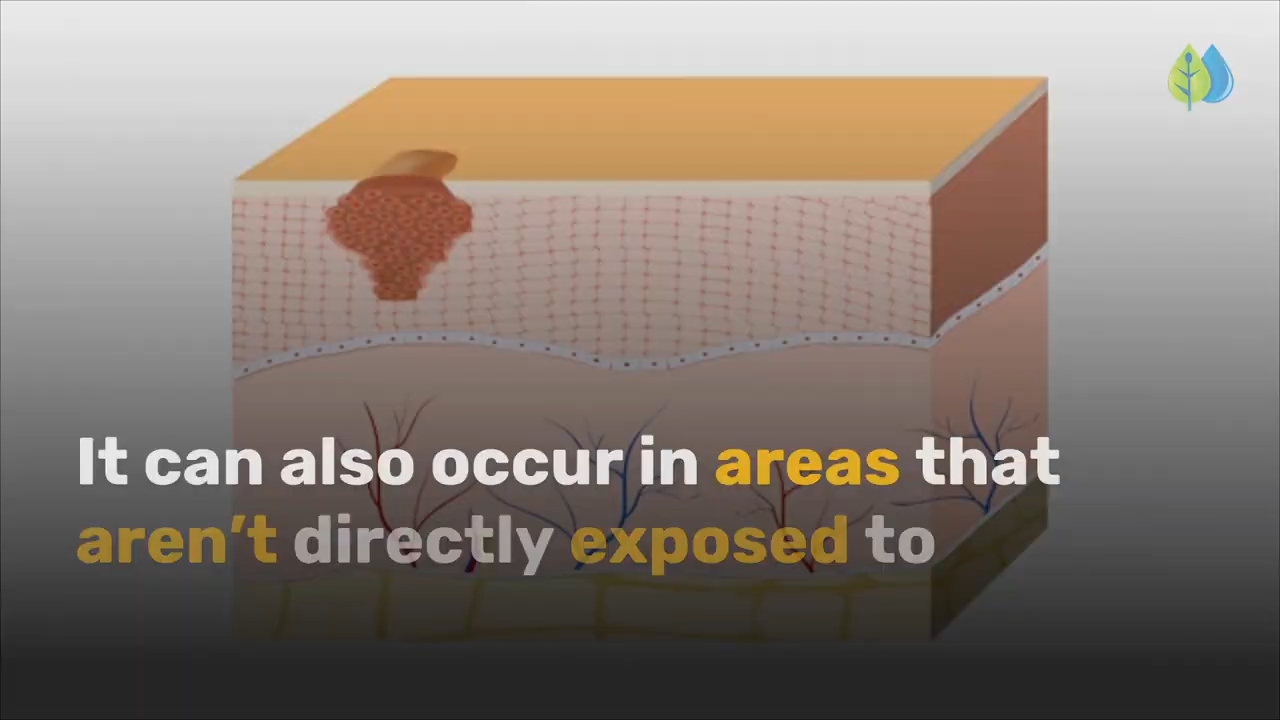 It can also occur in areas that
aren’t directly exposed to